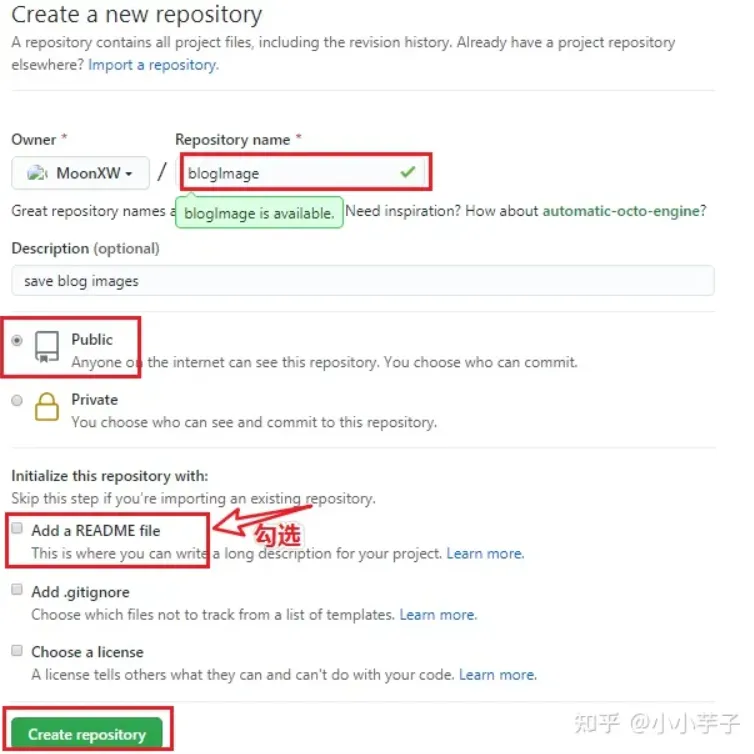 Create a new repository
A repository contains all project files, including the revision history. Already have a project repository
elsewhere? Import a repository.
Owner * Repository name *
MoonXW / blogImage
Great repository names a blogImage is available. Need inspiration? How about automatic-octo-engine?
Description (optional)
save blog images
Public
Anyone on the internet can see this repository. You choose who can commit.
Private
You choose who can see and commit to this repository.
Initialize this repository with:
Skip this step if you're importing an existing repository.
Add a README file
勾选
This is where you can write a long description for your project. Learn more.
Add .gitignore
Choose which files not to track from a list of templates. Learn more.
Choose a license
A license tells others what they can and can't do with your code. Learn more.
Create repository
知乎 @小小芋子